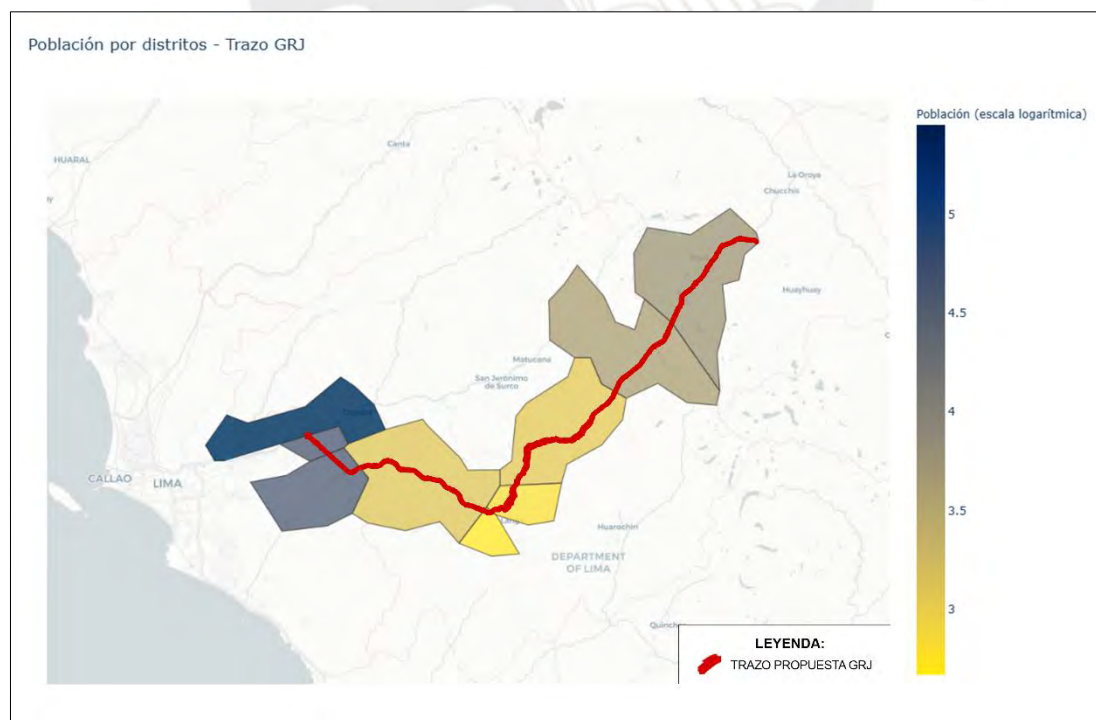 Población por distritos - Trazo GRJ
Población (escala logarítmica)
HUARAL
Canta
La Oroya
Chucchis
Huayhuay
Matucana
San Jerónimo
de Surco
CALLAO
LIMA
Huarochirí
DEPARTMENT
OF LIMA
5
4.5
4
3.5
3
LEYENDA:
TRAZO PROPUESTA GRJ